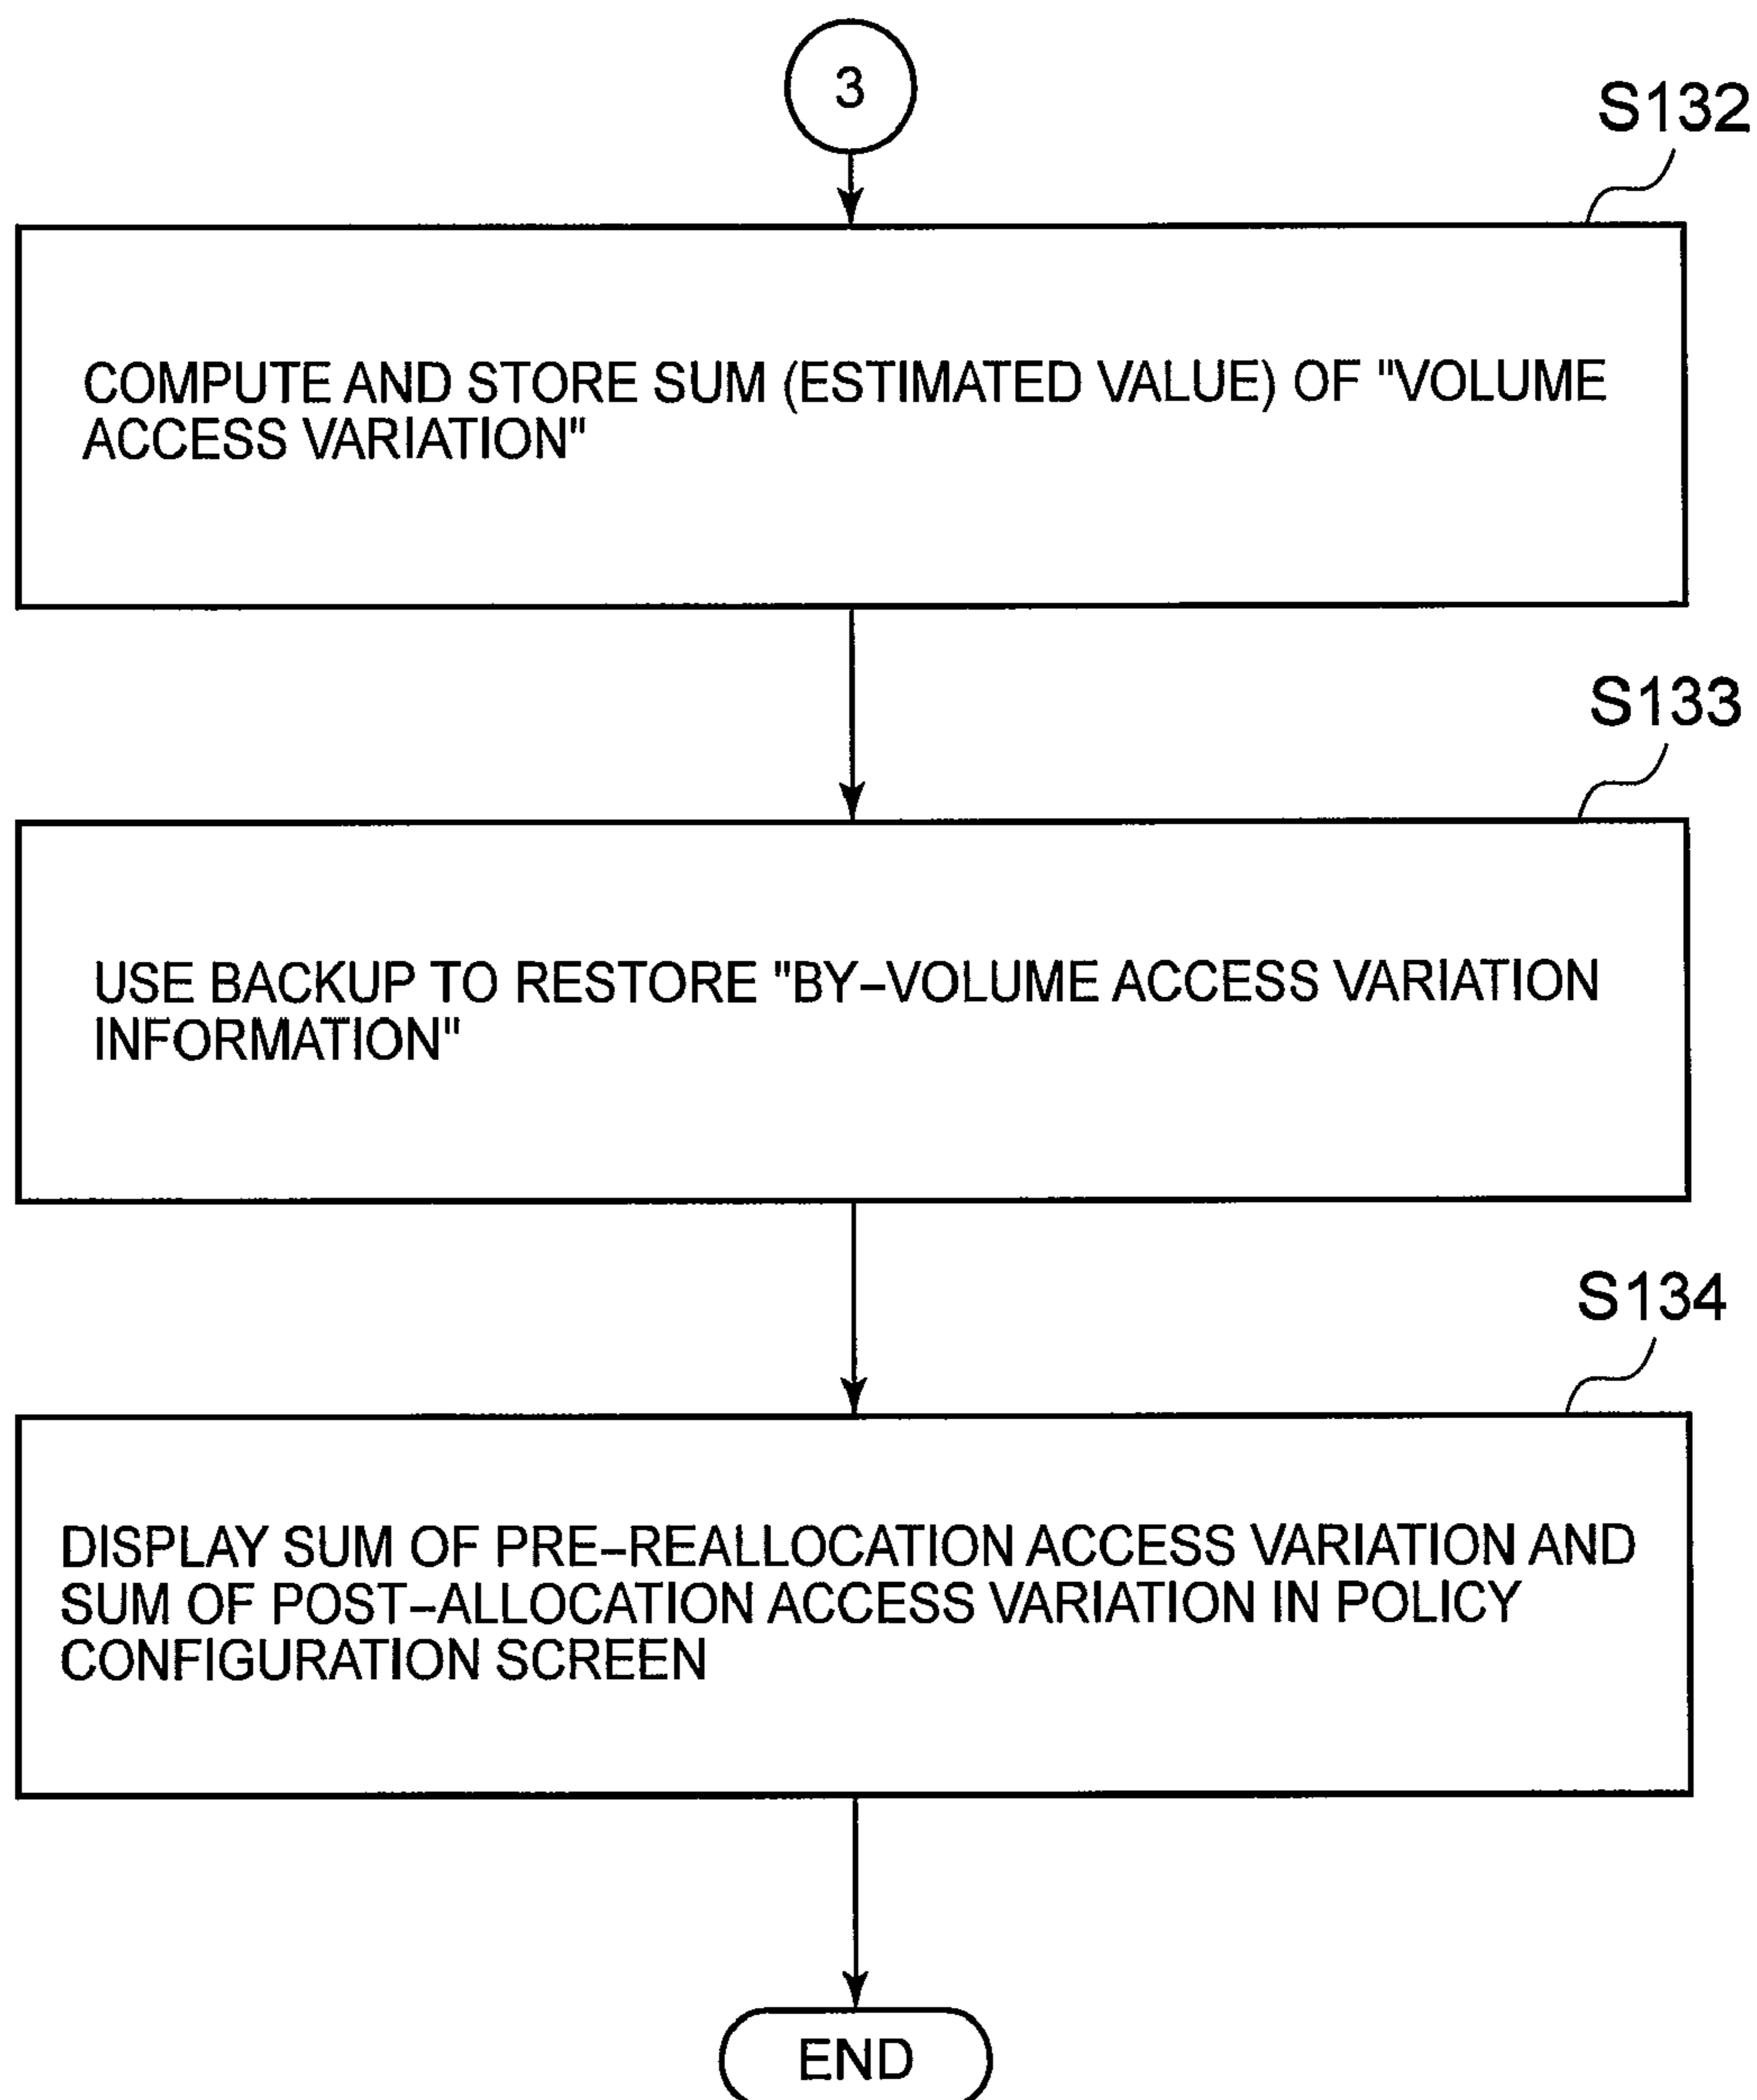 3
S132
COMPUTE AND STORE SUM (ESTIMATED VALUE) OF "VOLUME
ACCESS VARIATION"
S133
USE BACKUP TO RESTORE "BY-VOLUME ACCESS VARIATION
INFORMATION"
S134
DISPLAY SUM OF PRE-REALLOCATION ACCESS VARIATION AND
SUM OF POST-ALLOCATION ACCESS VARIATION IN POLICY
CONFIGURATION SCREEN
END